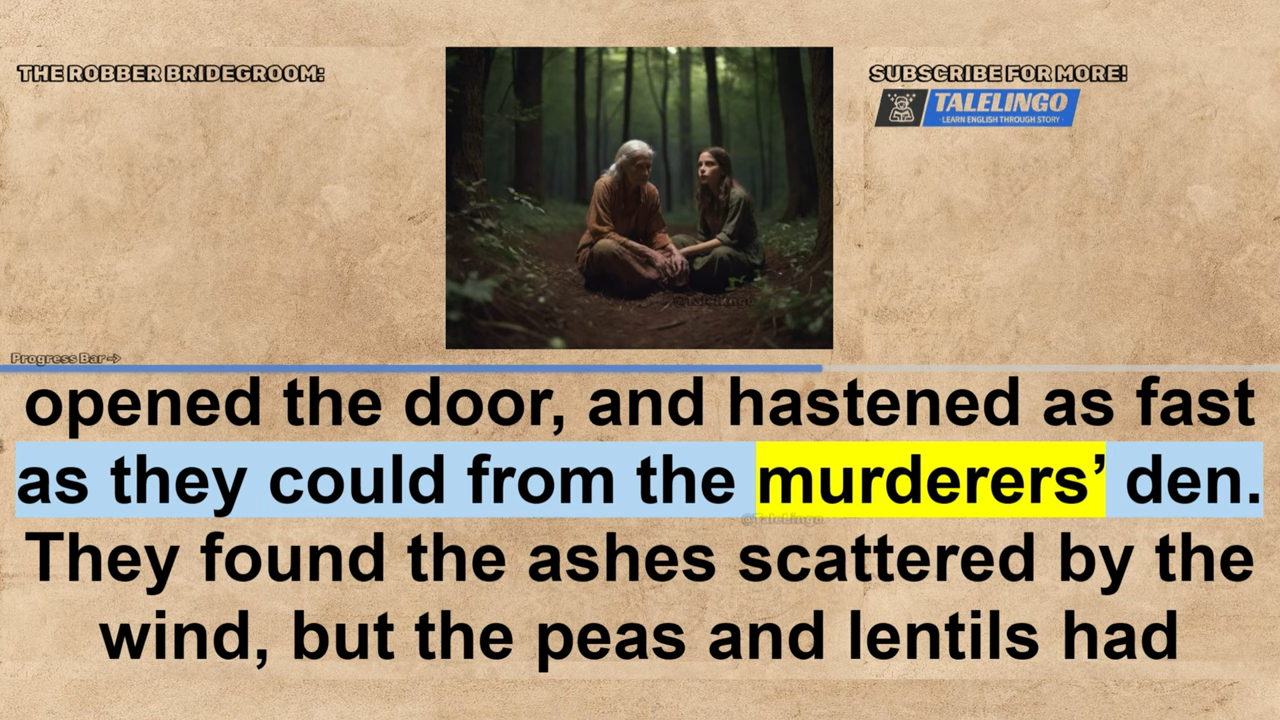 THE ROBBER BRIDEGROOM:
SUBSCRIBE FOR MORE!
TALELINGO
·LEARN ENGLISH THROUGH STORY·
@TaleLingo
Progress Bar->
opened the door, and hastened as fast
as they could from the murderers’ den.
@TaleLingo
They found the ashes scattered by the
wind, but the peas and lentils had